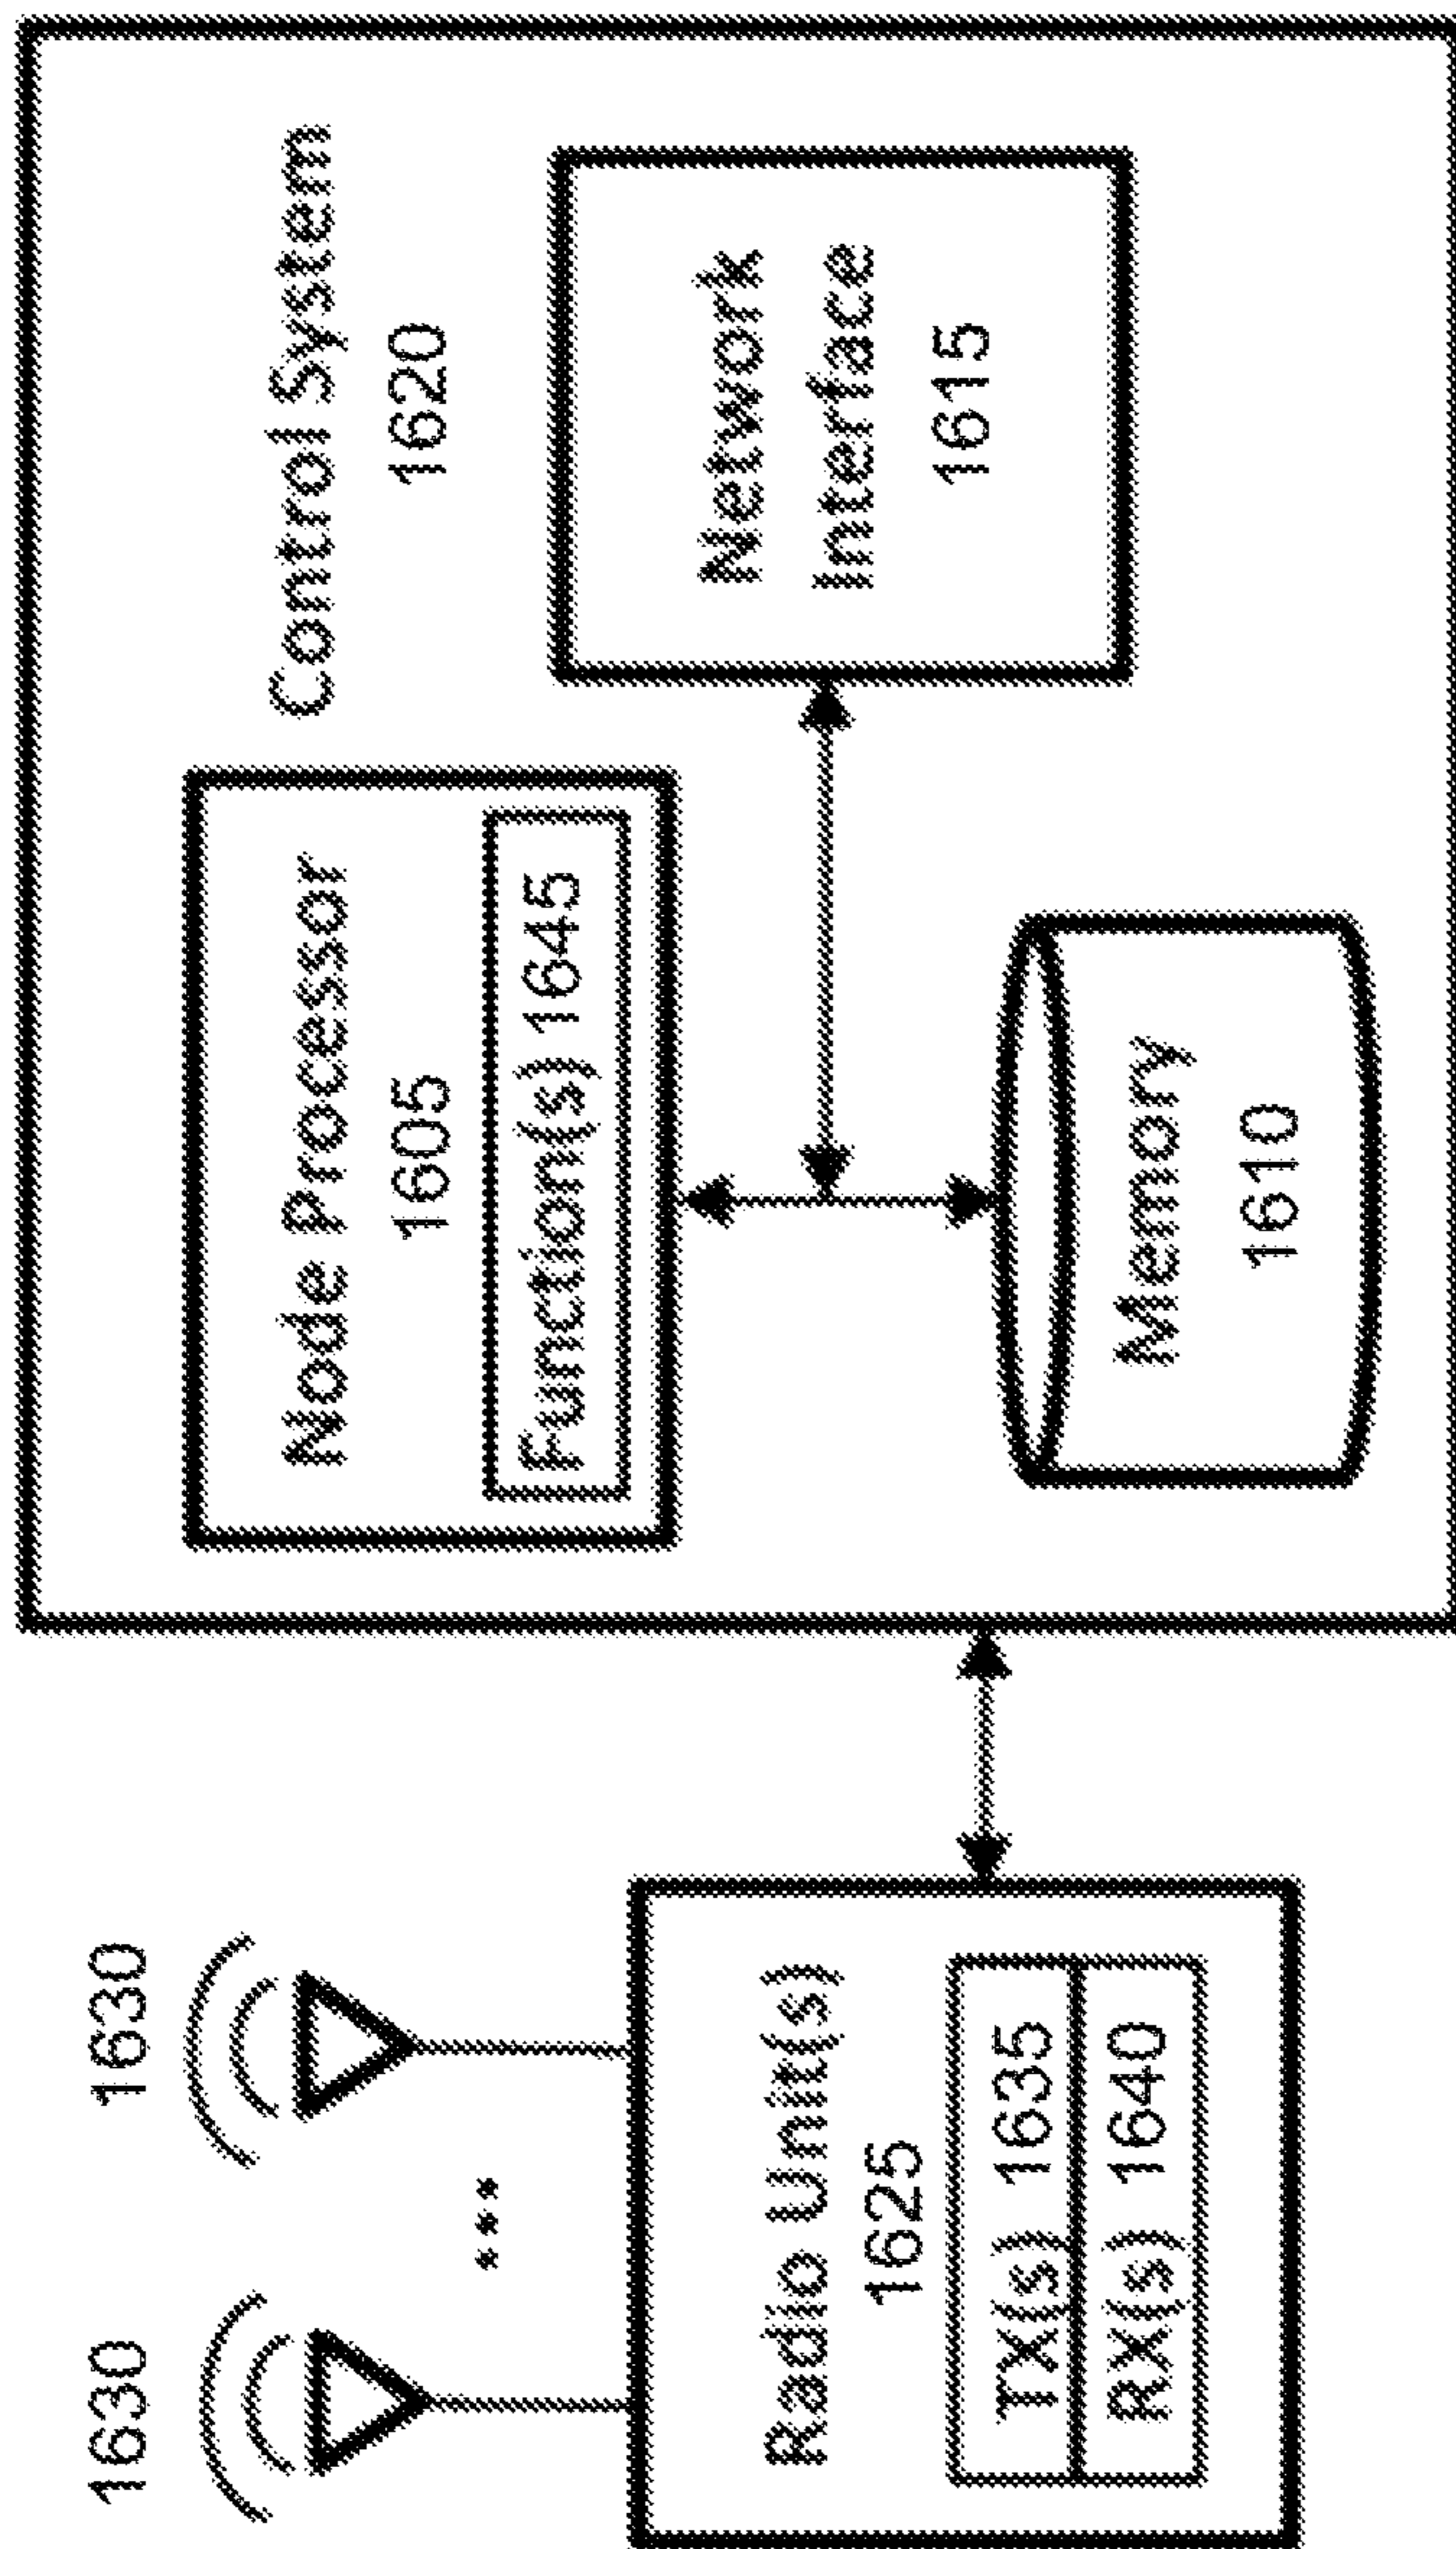 1630
1630
Radio Unit(s)
1625
TX(s) 1635
RX(s) 1640
Control System
1620
Node Processor
1605
Function(s) 1645
Network
Interface
1615
Memory
1610